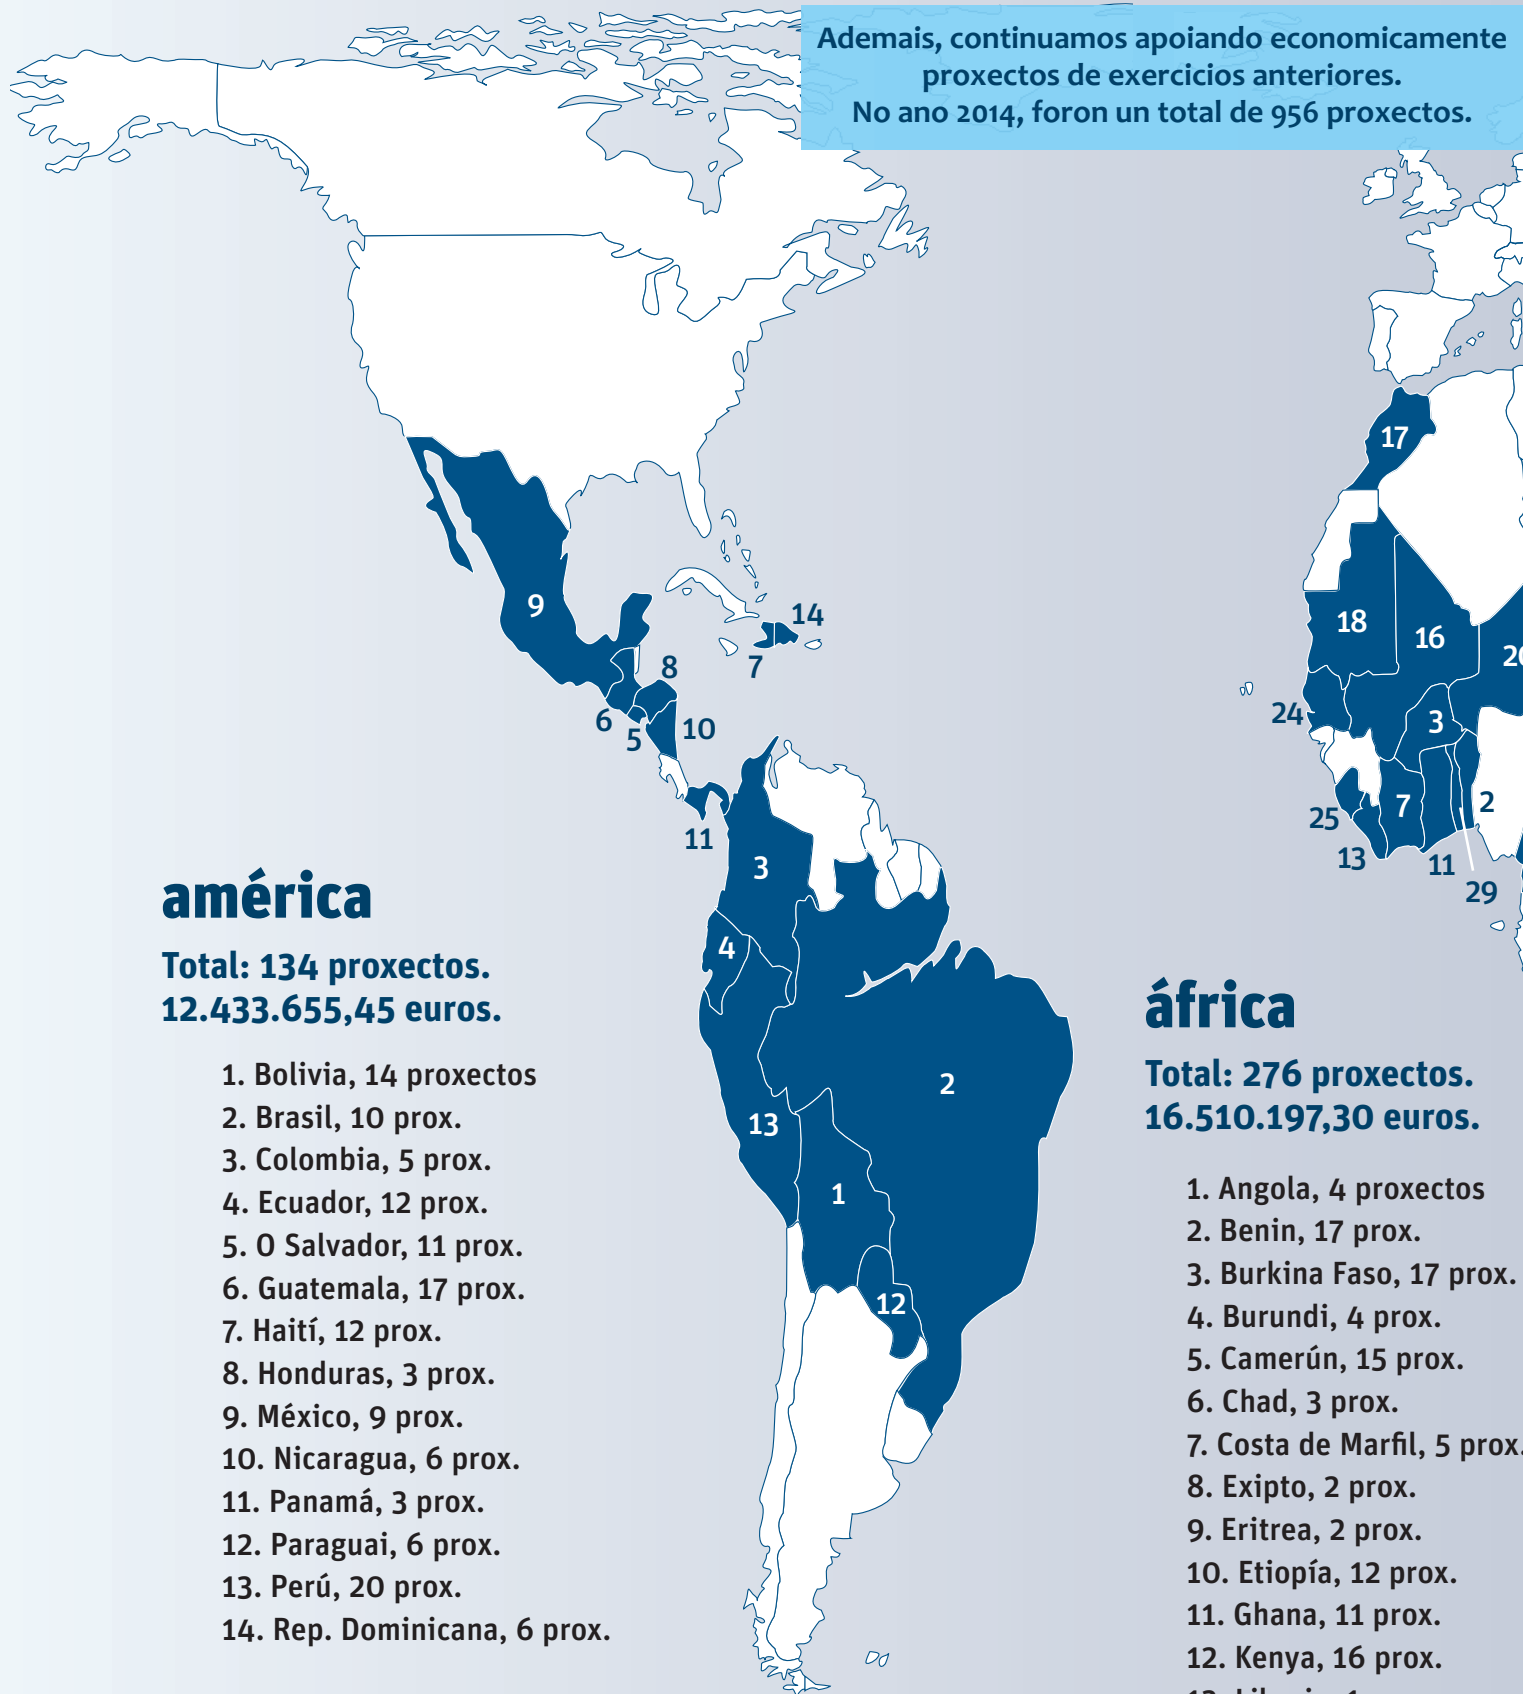 Ademais, continuamos apoiando economicamente
proxectos de exercicios anteriores.
No ano 2014, foron un total de 956 proxectos.
17
9
14
18
16
7
8
24
6
3
5
10
2
25
7
11
13
11
3
29
4
2
13
1
12
américa
Total: 134 proxectos.
12.433.655,45 euros.
1. Bolivia, 14 proxectos
2. Brasil, 10 prox.
3. Colombia, 5 prox.
4. Ecuador, 12 prox.
5. O Salvador, 11 prox.
6. Guatemala, 17 prox.
7. Haití, 12 prox.
8. Honduras, 3 prox.
9. México, 9 prox.
10. Nicaragua, 6 prox.
11. Panamá, 3 prox.
12. Paraguai, 6 prox.
13. Perú, 20 prox.
14. Rep. Dominicana, 6 prox.
áfrica
Total: 276 proxectos.
16.510.197,30 euros.
1. Angola, 4 proxectos
2. Benin, 17 prox.
3. Burkina Faso, 17 prox.
4. Burundi, 4 prox.
5. Camerún, 15 prox.
6. Chad, 3 prox.
7. Costa de Marfil, 5 prox.
8. Exipto, 2 prox.
9. Eritrea, 2 prox.
10. Etiopía, 12 prox.
11. Ghana, 11 prox.
12. Kenya, 16 prox.